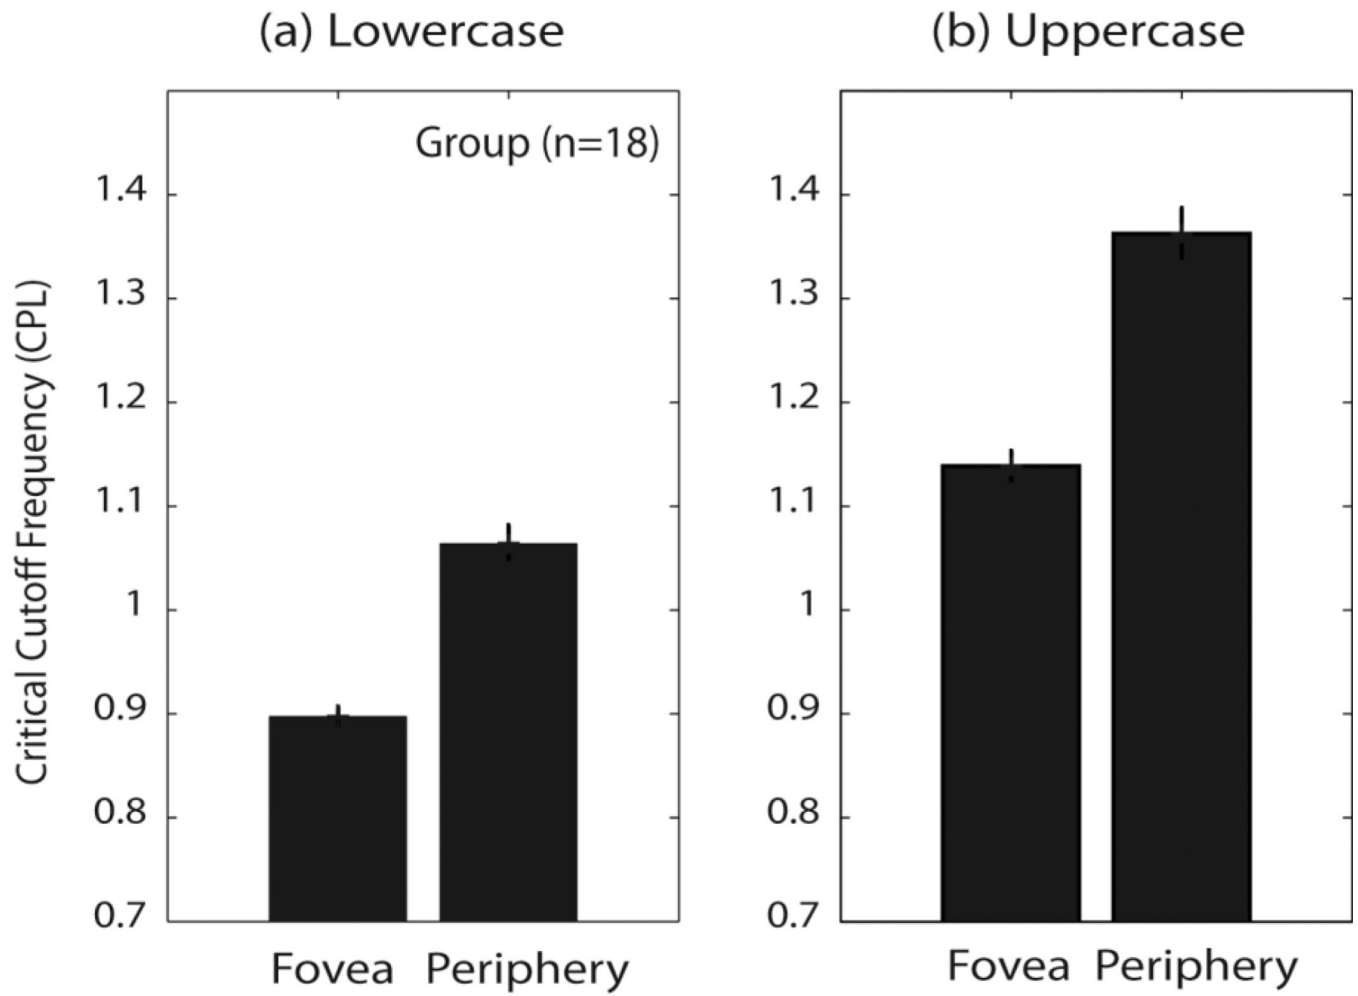 (a) Lowercase
(b) Uppercase
Group (n=18)
Critical Cutoff Frequency (CPL)
1.4
1.3
1.2
1.1
1
0.9
0.8
0.7
Fovea Periphery
1.4
1.3
1.2
1.1
1
0.9
0.8
0.7
Fovea Periphery